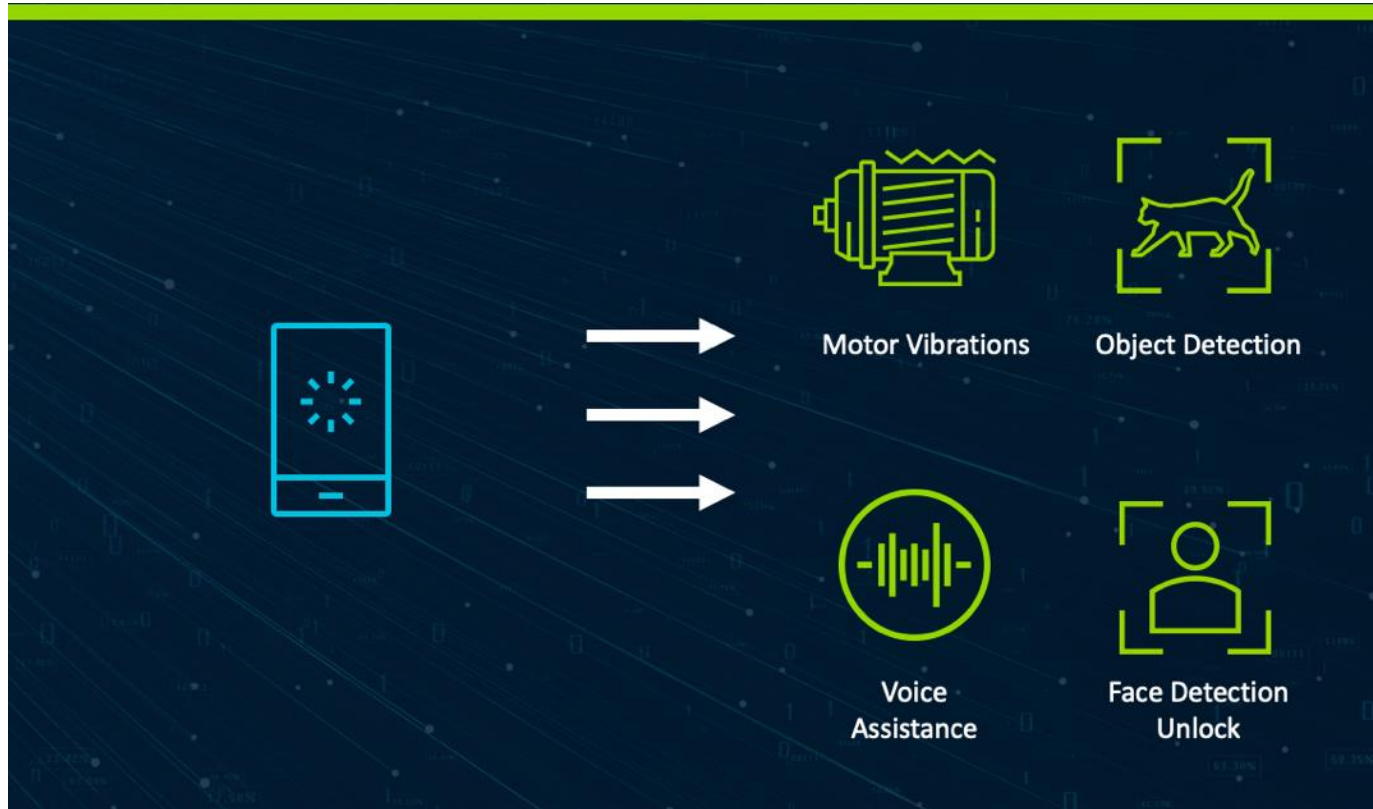 Motor Vibrations
Object Detection
Voice
Assistance
Face Detection
Unlock